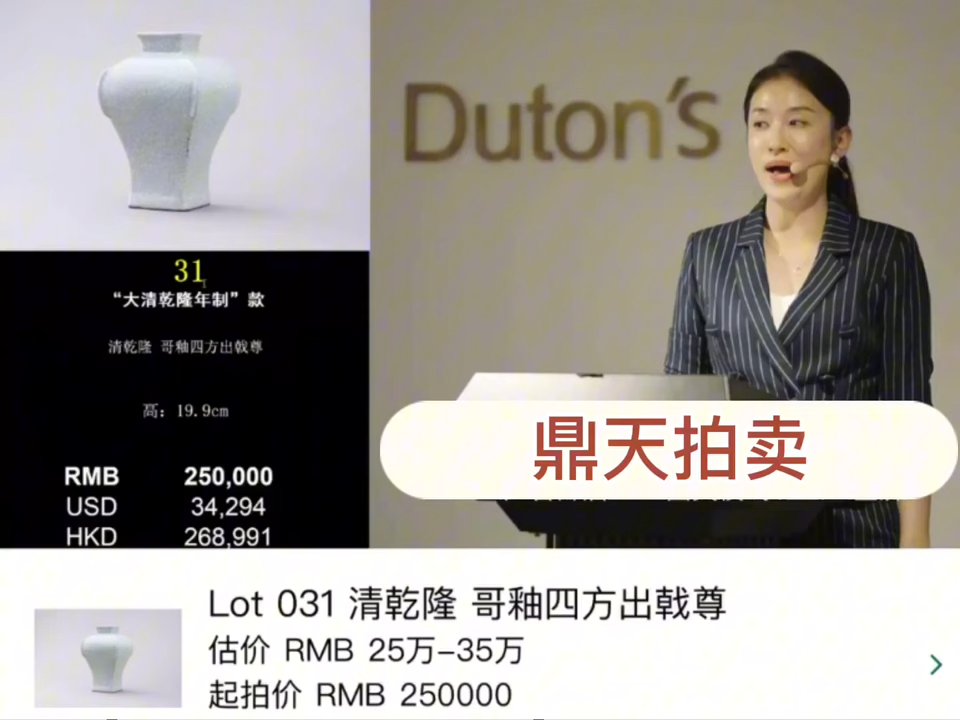 Duton's
31
“大清乾隆年制”款
清乾隆 哥釉四方出戟尊
高：19.9cm
RMB 250,000
USD 34,294
HKD 268,991
鼎天拍卖
Lot 031 清乾隆 哥釉四方出戟尊
估价 RMB 25万-35万
起拍价 RMB 250000